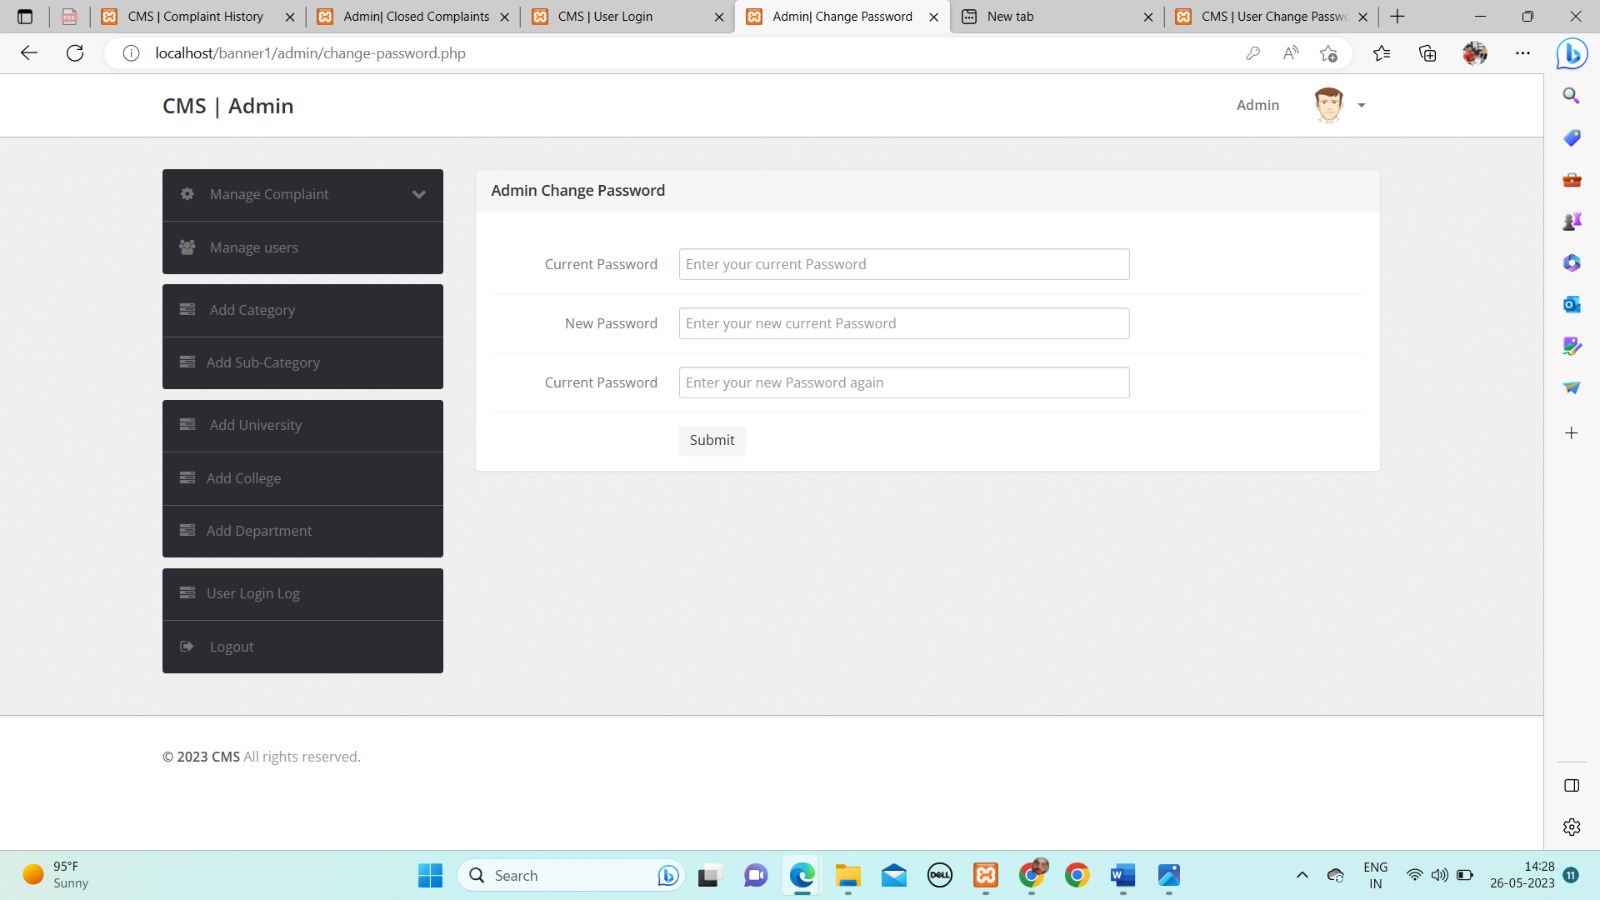 CMS | Complaint History
Admin| Closed Complaints
CMS | User Login
Admin| Change Password
New tab
CMS | User Change Passwo
localhost/banner1/admin/change-password.php
CMS | Admin
Admin
Manage Complaint
Manage users
Add Category
Add Sub-Category
Add University
Add College
Add Department
User Login Log
Logout
Admin Change Password
Current Password
Enter your current Password
New Password
Enter your new current Password
Current Password
Enter your new Password again
Submit
© 2023 CMS All rights reserved.
95°F
Sunny
Search
DELL
ENG
IN
14:28
26-05-2023
11